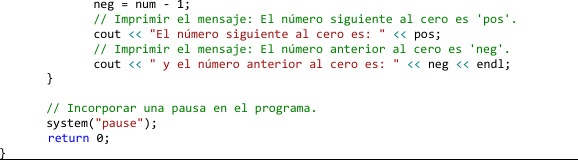 neg = num - 1;
// Imprimir el mensaje: El número siguiente al cero es 'pos'.
cout << "El número siguiente al cero es: " << pos;
// Imprimir el mensaje: El número anterior al cero es 'neg'.
cout << " y el número anterior al cero es: " << neg << endl;
}
// Incorporar una pausa en el programa.
system("pause");
return 0;
}